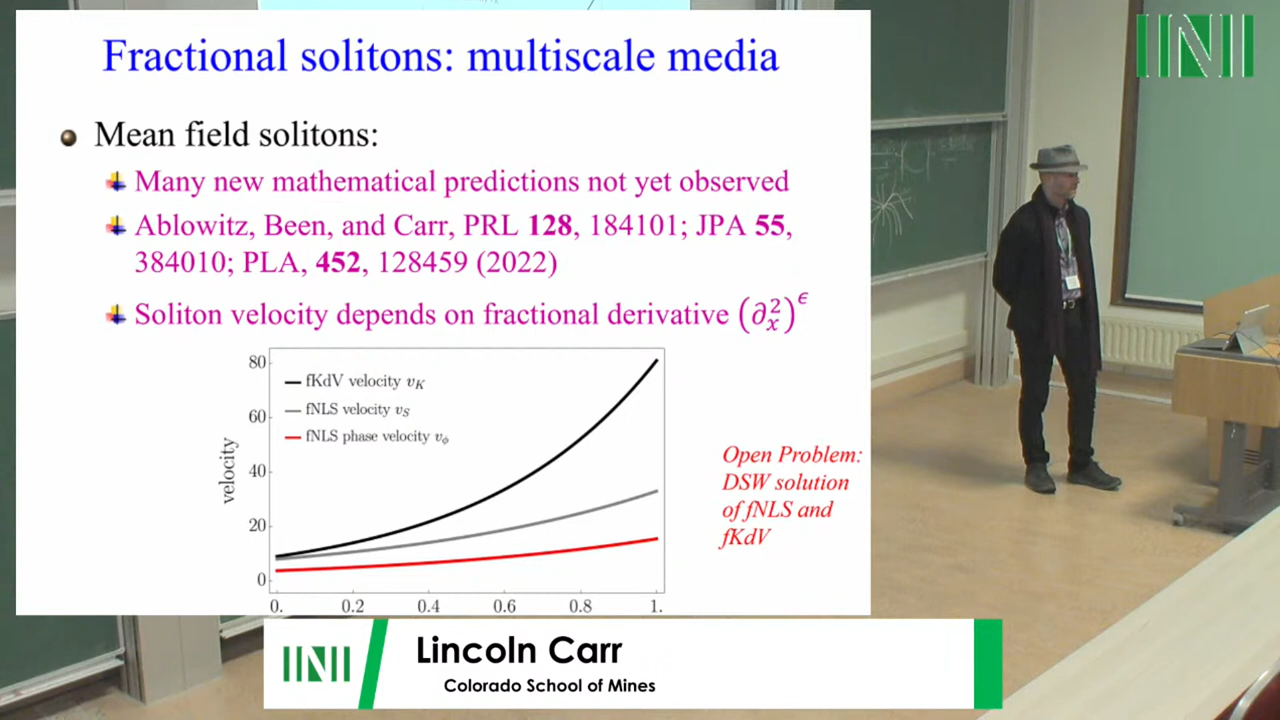 Fractional solitons: multiscale media
INI
Mean field solitons:
Many new mathematical predictions not yet observed
Ablowitz, Been, and Carr, PRL 128, 184101; JPA 55,
384010; PLA, 452, 128459 (2022)
Soliton velocity depends on fractional derivative (∂²ₓ)^ϵ
80
60
40
20
0
velocity
fKdV velocity v_K
fNLS velocity v_S
fNLS phase velocity v_ϕ
0.
0.2
0.4
0.6
0.8
1.
Open Problem:
DSW solution
of fNLS and
fKdV
INI
Lincoln Carr
Colorado School of Mines